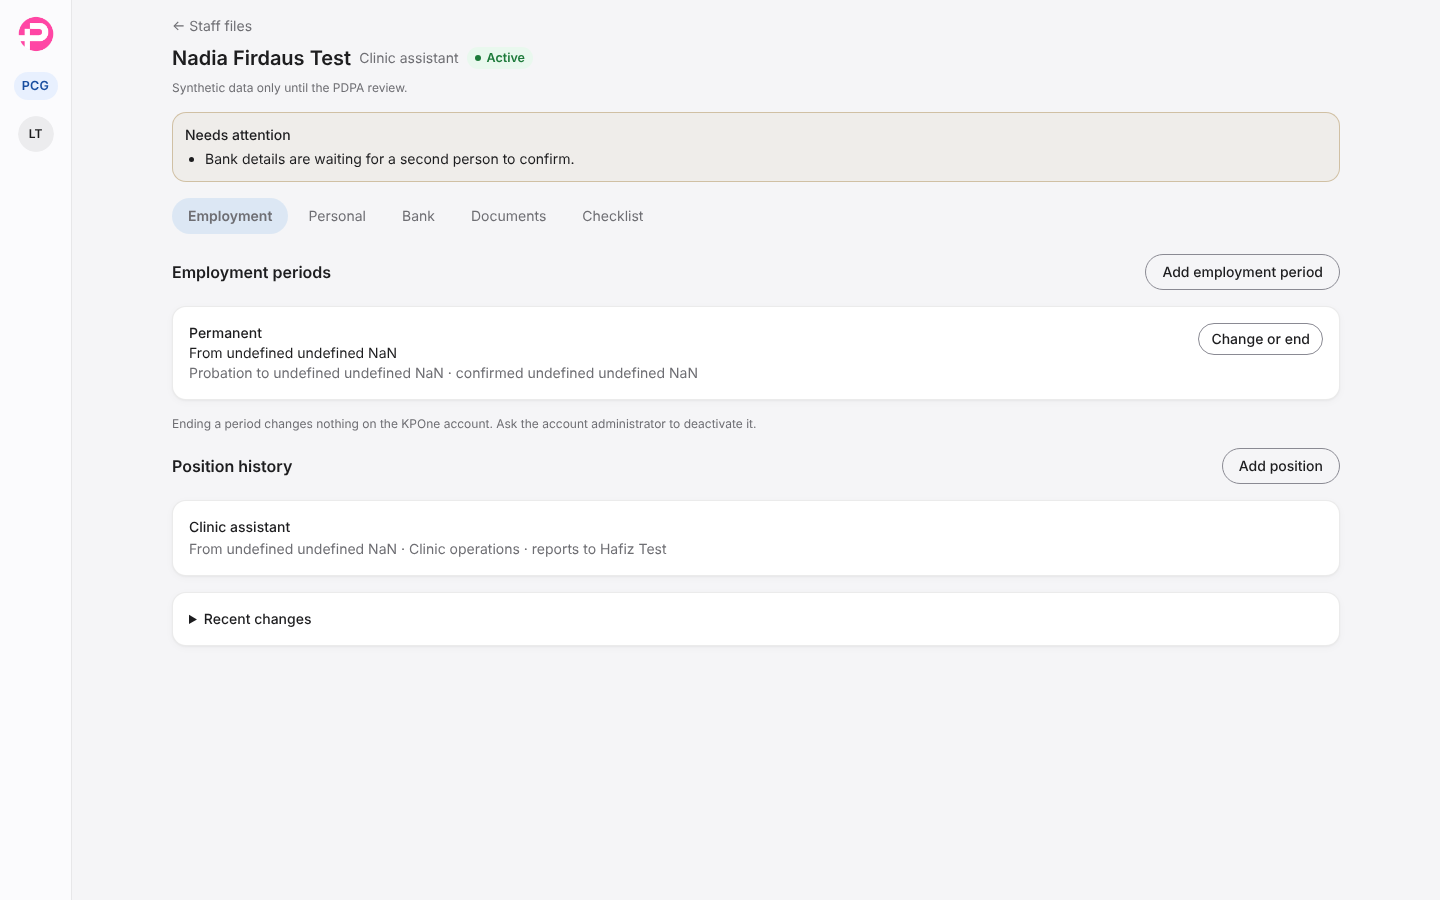 ← Staff files
Nadia Firdaus Test Clinic assistant • Active
PCG
Synthetic data only until the PDPA review.
LT
Needs attention
• Bank details are waiting for a second person to confirm.
Employment Personal Bank Documents Checklist
Employment periods Add employment period
Permanent Change or end
From undefined undefined NaN
Probation to undefined undefined NaN · confirmed undefined undefined NaN
Ending a period changes nothing on the KPOne account. Ask the account administrator to deactivate it.
Position history Add position
Clinic assistant
From undefined undefined NaN · Clinic operations · reports to Hafiz Test
▶ Recent changes